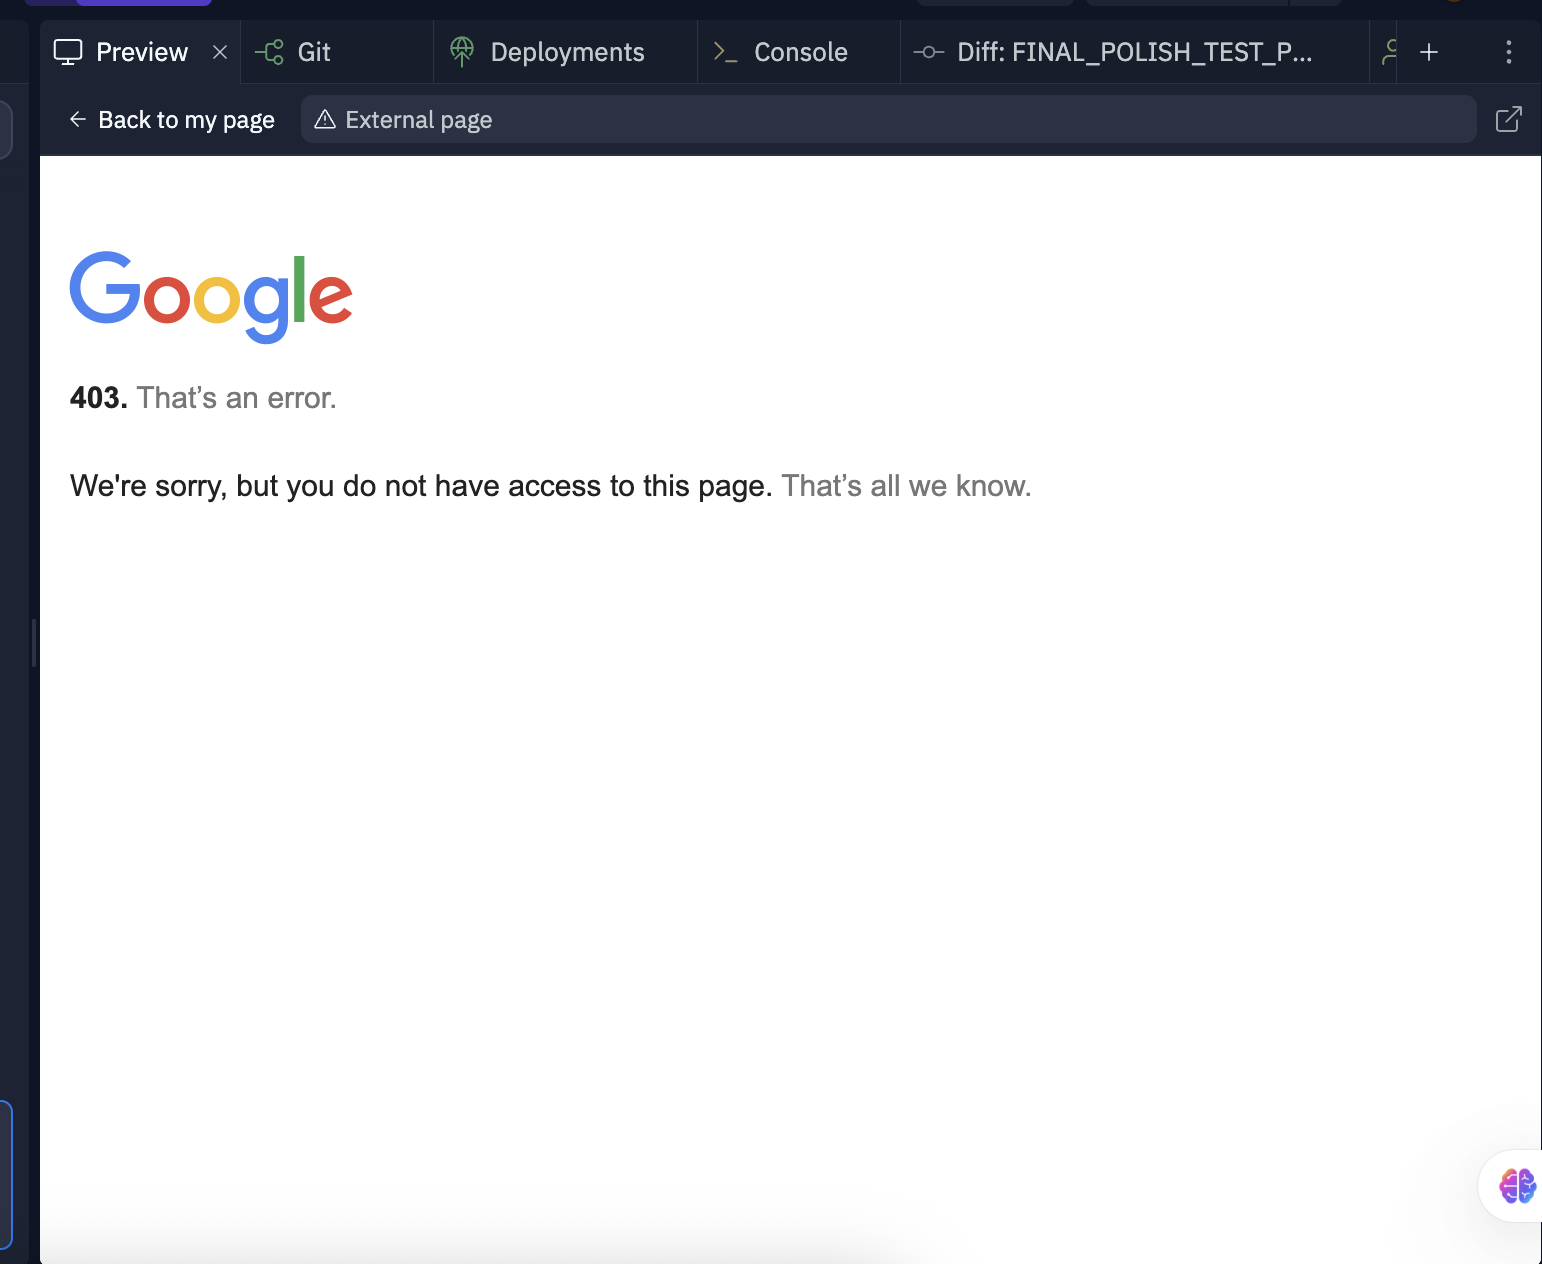 Preview
Git
Deployments
Console
Diff: FINAL_POLISH_TEST_P...
Back to my page
External page
Google
403. That’s an error.
We're sorry, but you do not have access to this page. That’s all we know.